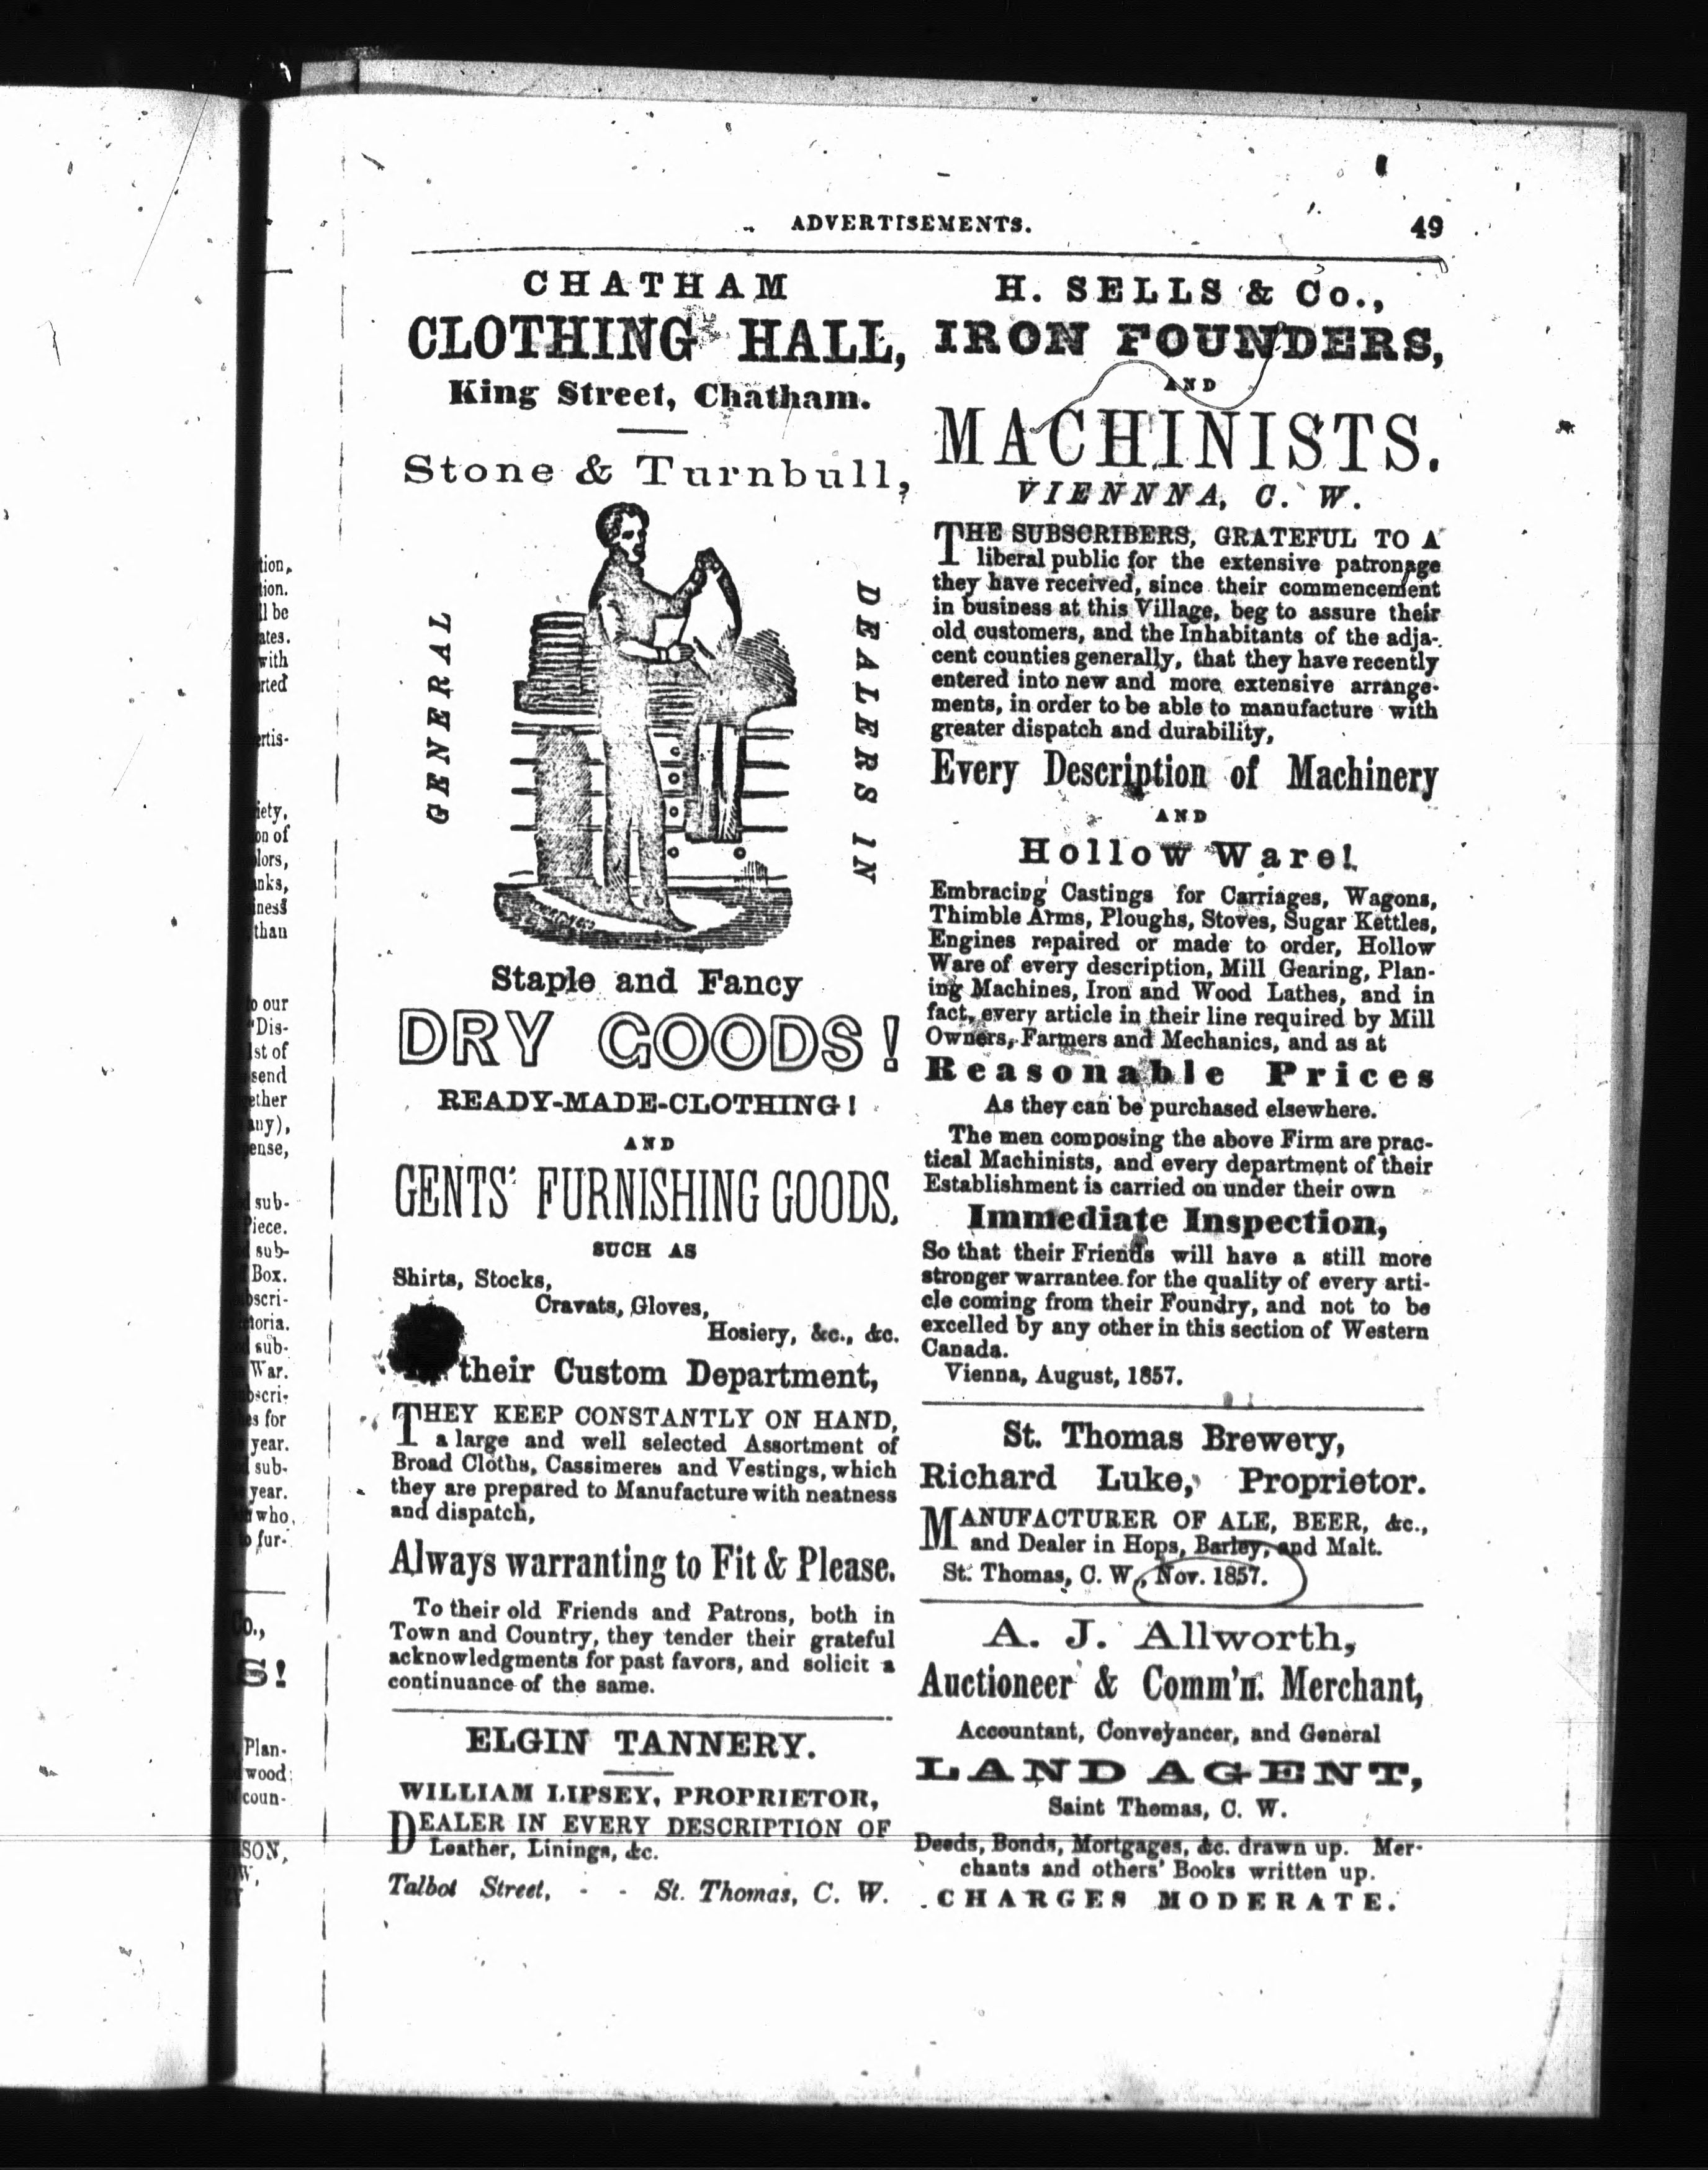 ADVERTISEMENTS.
49
CHATHAM
CLOTHING HALL,
King Street, Chatham.
Stone & Turnbull,
GENERAL
DEALERS IN
Staple and Fancy
DRY GOODS!
READY-MADE-CLOTHING!
AND
GENTS' FURNISHING GOODS,
SUCH AS
Shirts, Stocks,
Cravats, Gloves,
Hosiery, &c., &c.
their Custom Department,
THEY KEEP CONSTANTLY ON HAND,
a large and well selected Assortment of
Broad Cloths, Cassimeres and Vestings, which
they are prepared to Manufacture with neatness
and dispatch,
Always warranting to Fit & Please.
To their old Friends and Patrons, both in
Town and Country, they tender their grateful
acknowledgments for past favors, and solicit a
continuance of the same.
ELGIN TANNERY.
WILLIAM LIPSEY, PROPRIETOR,
DEALER IN EVERY DESCRIPTION OF
Leather, Linings, &c.
Talbot Street, - - St. Thomas, C. W.
H. SELLS & Co.,
IRON FOUNDERS,
AND
MACHINISTS.
VIENNNA, C. W.
THE SUBSCRIBERS, GRATEFUL TO A
liberal public for the extensive patronage
they have received, since their commencement
in business at this Village, beg to assure their
old customers, and the Inhabitants of the adja-
cent counties generally, that they have recently
entered into new and more extensive arrange-
ments, in order to be able to manufacture with
greater dispatch and durability,
Every Description of Machinery
AND
Hollow Ware!
Embracing Castings for Carriages, Wagons,
Thimble Arms, Ploughs, Stoves, Sugar Kettles,
Engines repaired or made to order, Hollow
Ware of every description, Mill Gearing, Plan-
ing Machines, Iron and Wood Lathes, and in
fact, every article in their line required by Mill
Owners, Farmers and Mechanics, and as at
Reasonable Prices
As they can be purchased elsewhere.
The men composing the above Firm are prac-
tical Machinists, and every department of their
Establishment is carried on under their own
Immediate Inspection,
So that their Friends will have a still more
stronger warrantee for the quality of every arti-
cle coming from their Foundry, and not to be
excelled by any other in this section of Western
Canada.
Vienna, August, 1857.
St. Thomas Brewery,
Richard Luke, Proprietor.
MANUFACTURER OF ALE, BEER, &c.,
and Dealer in Hops, Barley, and Malt.
St. Thomas, C. W., Nov. 1857.
A. J. Allworth,
Auctioneer & Comm'n. Merchant,
Accountant, Conveyancer, and General
LAND AGENT,
Saint Thomas, C. W.
Deeds, Bonds, Mortgages, &c. drawn up. Mer-
chants and others' Books written up.
CHARGES MODERATE.